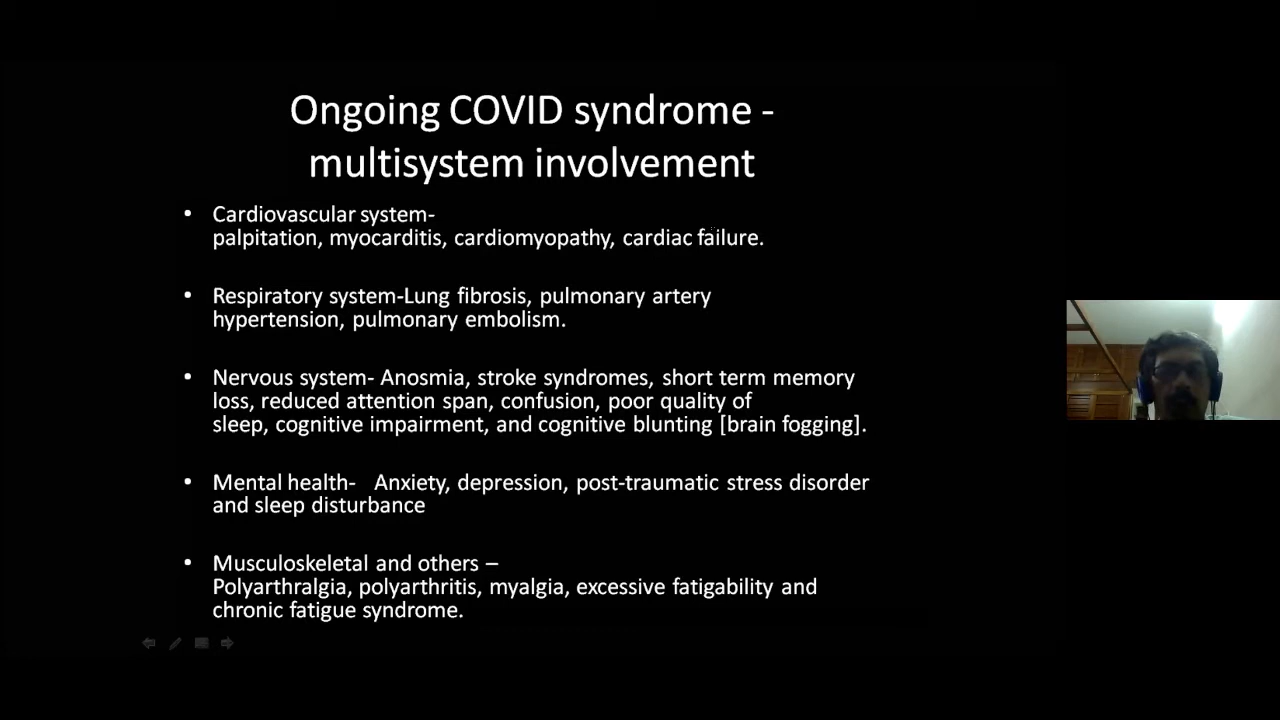 Ongoing COVID syndrome -
multisystem involvement
• Cardiovascular system-
palpitation, myocarditis, cardiomyopathy, cardiac failure.
• Respiratory system-Lung fibrosis, pulmonary artery
hypertension, pulmonary embolism.
• Nervous system- Anosmia, stroke syndromes, short term memory
loss, reduced attention span, confusion, poor quality of
sleep, cognitive impairment, and cognitive blunting [brain fogging].
• Mental health- Anxiety, depression, post-traumatic stress disorder
and sleep disturbance
• Musculoskeletal and others –
Polyarthralgia, polyarthritis, myalgia, excessive fatigability and
chronic fatigue syndrome.